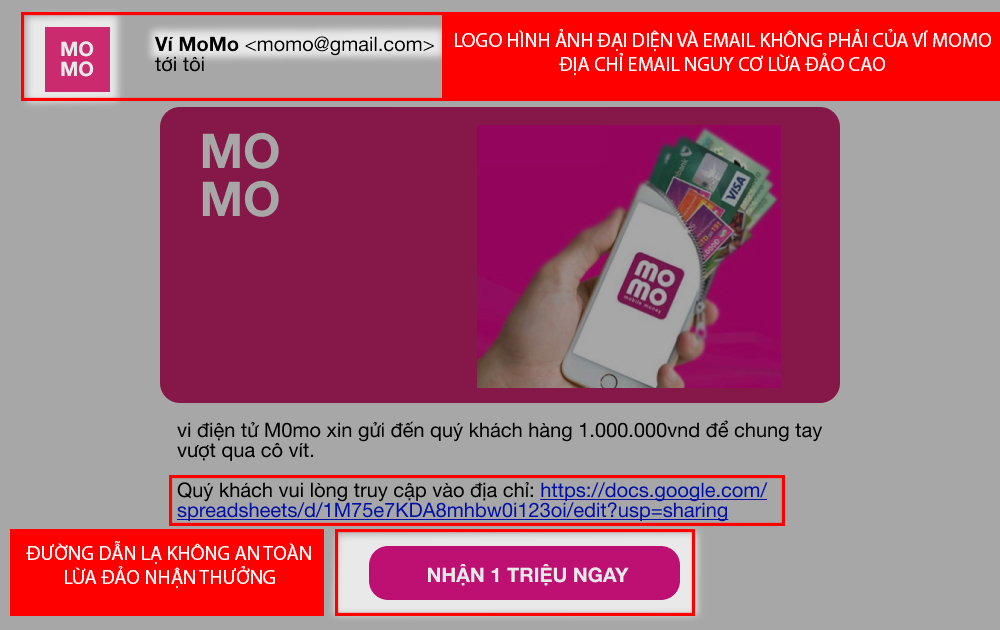 MO
MO
Ví MoMo <momo@gmail.com>
tới tôi
LOGO HÌNH ẢNH ĐẠI DIỆN VÀ EMAIL KHÔNG PHẢI CỦA VÍ MOMO
ĐỊA CHỈ EMAIL NGUY CƠ LỪA ĐẢO CAO
MO
MO
bank
VISA
mo
mo
mobile money
vi điện tử M0mo xin gửi đến quý khách hàng 1.000.000vnd để chung tay
vượt qua cô vít.
Quý khách vui lòng truy cập vào địa chỉ: https://docs.google.com/
spreadsheets/d/1M75e7KDA8mhbw0i123oi/edit?usp=sharing
ĐƯỜNG DẪN LẠ KHÔNG AN TOÀN
LỪA ĐẢO NHẬN THƯỞNG
NHẬN 1 TRIỆU NGAY